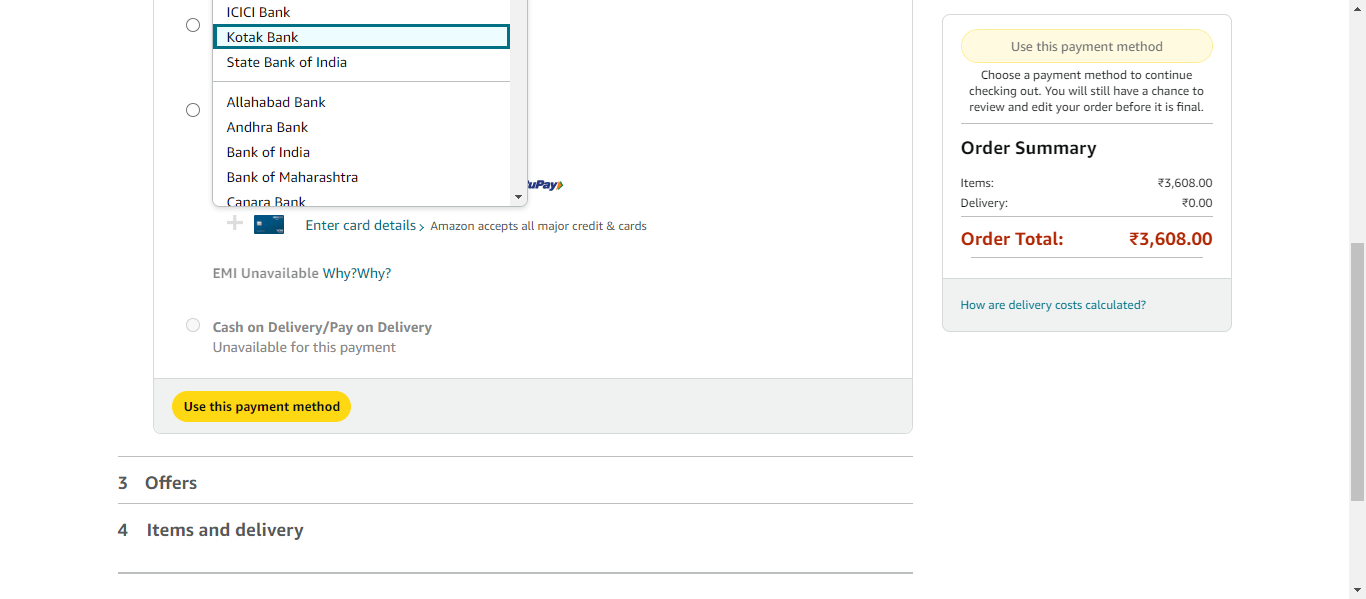 ICICI Bank
Kotak Bank
State Bank of India
Allahabad Bank
Andhra Bank
Bank of India
Bank of Maharashtra
Canara Bank
uPay
Enter card details › Amazon accepts all major credit & cards
EMI Unavailable Why?Why?
Cash on Delivery/Pay on Delivery
Unavailable for this payment
Use this payment method
3 Offers
4 Items and delivery
Use this payment method
Choose a payment method to continue
checking out. You will still have a chance to
review and edit your order before it is final.
Order Summary
Items: ₹3,608.00
Delivery: ₹0.00
Order Total: ₹3,608.00
How are delivery costs calculated?